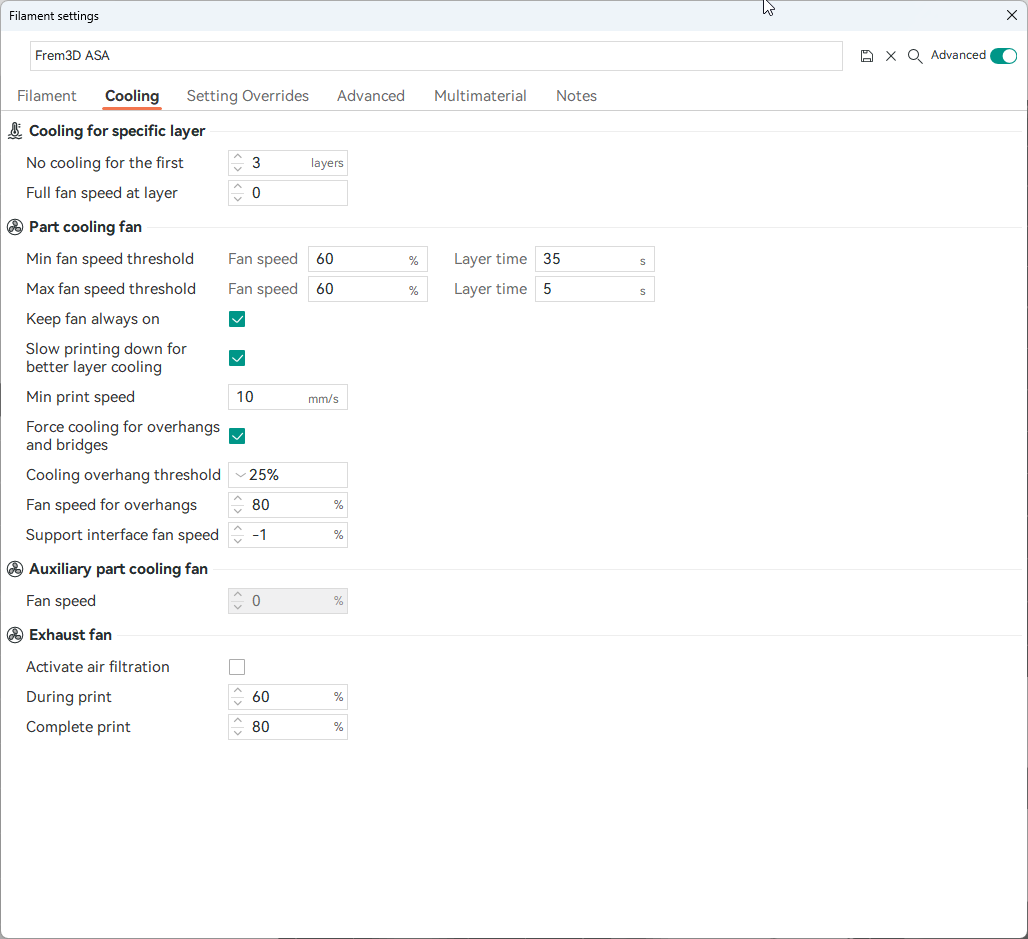 Filament settings
Frem3D ASA
Advanced
Filament Cooling Setting Overrides Advanced Multimaterial Notes
Cooling for specific layer
No cooling for the first 3 layers
Full fan speed at layer 0
Part cooling fan
Min fan speed threshold Fan speed 60 % Layer time 35 s
Max fan speed threshold Fan speed 60 % Layer time 5 s
Keep fan always on
Slow printing down for
better layer cooling
Min print speed 10 mm/s
Force cooling for overhangs
and bridges
Cooling overhang threshold 25%
Fan speed for overhangs 80 %
Support interface fan speed -1 %
Auxiliary part cooling fan
Fan speed 0 %
Exhaust fan
Activate air filtration
During print 60 %
Complete print 80 %